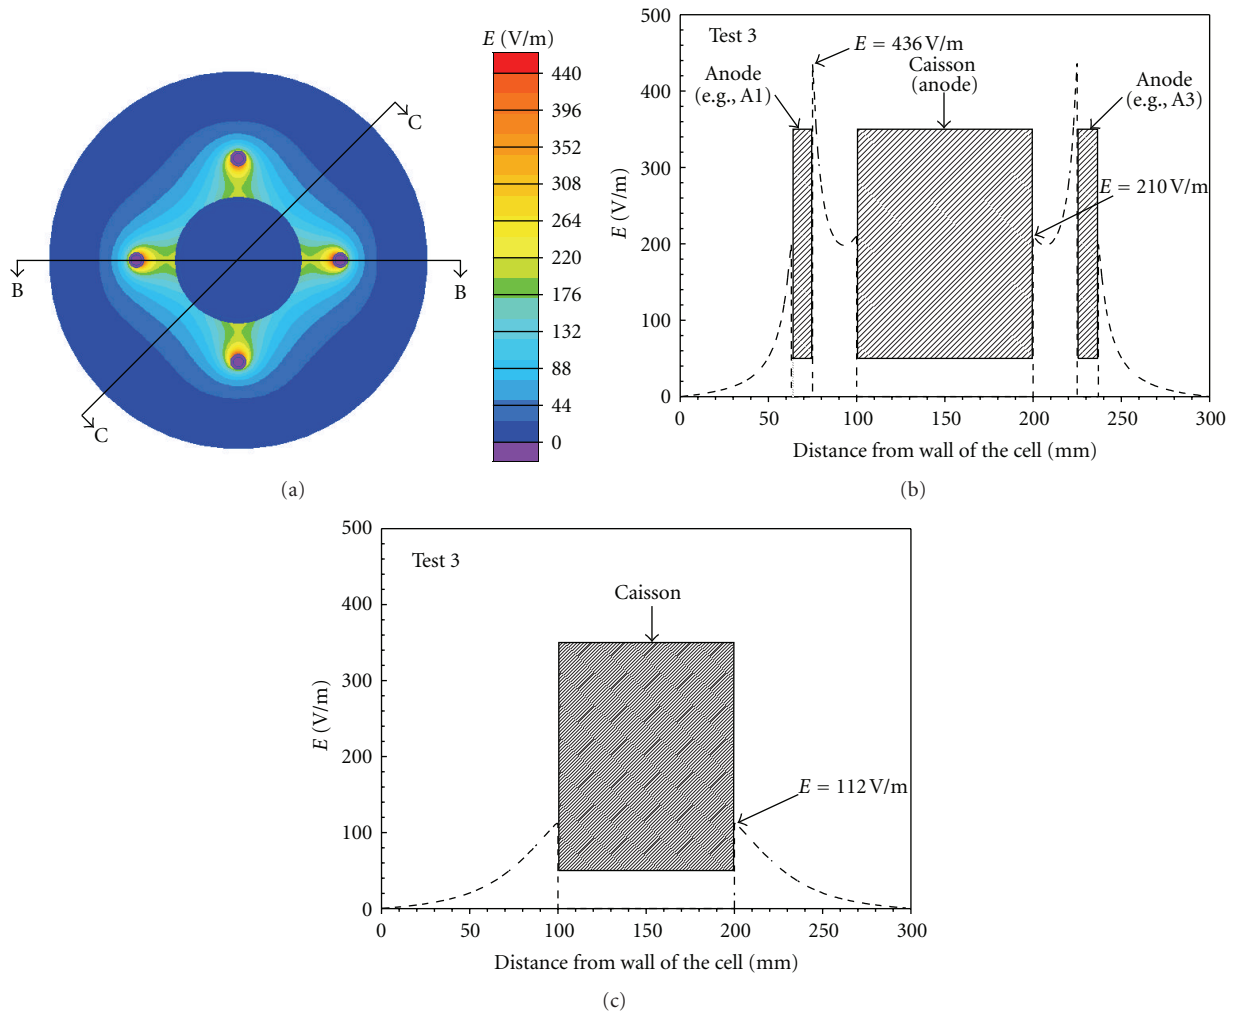 E (V/m)
440
396
352
308
264
220
176
132
88
44
0
C
C
B
B
(a)
500
400
300
200
100
0
E (V/m)
Test 3
E = 436 V/m
Anode
(e.g., A1)
Caisson
(anode)
Anode
(e.g., A3)
E = 210 V/m
0 50 100 150 200 250 300
Distance from wall of the cell (mm)
(b)
500
400
300
200
100
0
E (V/m)
Test 3
Caisson
E = 112 V/m
0 50 100 150 200 250 300
Distance from wall of the cell (mm)
(c)